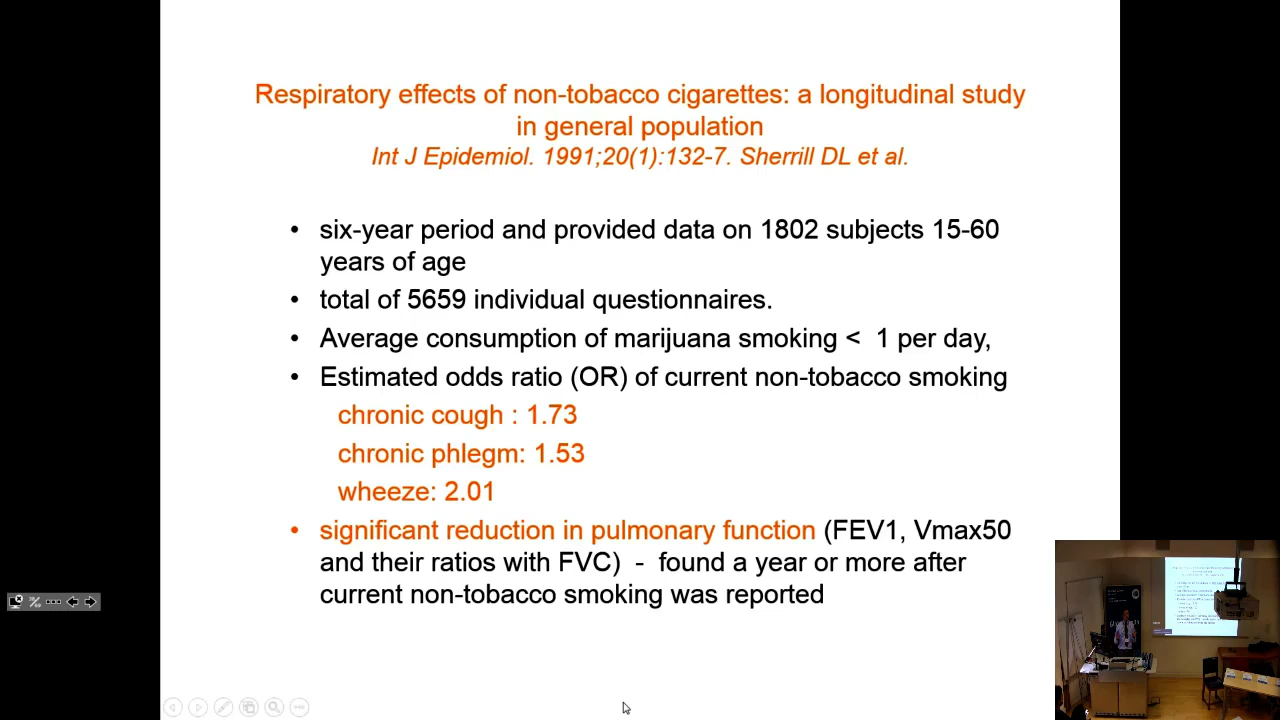 Respiratory effects of non-tobacco cigarettes: a longitudinal study
in general population
Int J Epidemiol. 1991;20(1):132-7. Sherrill DL et al.
• six-year period and provided data on 1802 subjects 15-60
years of age
• total of 5659 individual questionnaires.
• Average consumption of marijuana smoking < 1 per day,
• Estimated odds ratio (OR) of current non-tobacco smoking
chronic cough : 1.73
chronic phlegm: 1.53
wheeze: 2.01
• significant reduction in pulmonary function (FEV1, Vmax50
and their ratios with FVC) - found a year or more after
current non-tobacco smoking was reported